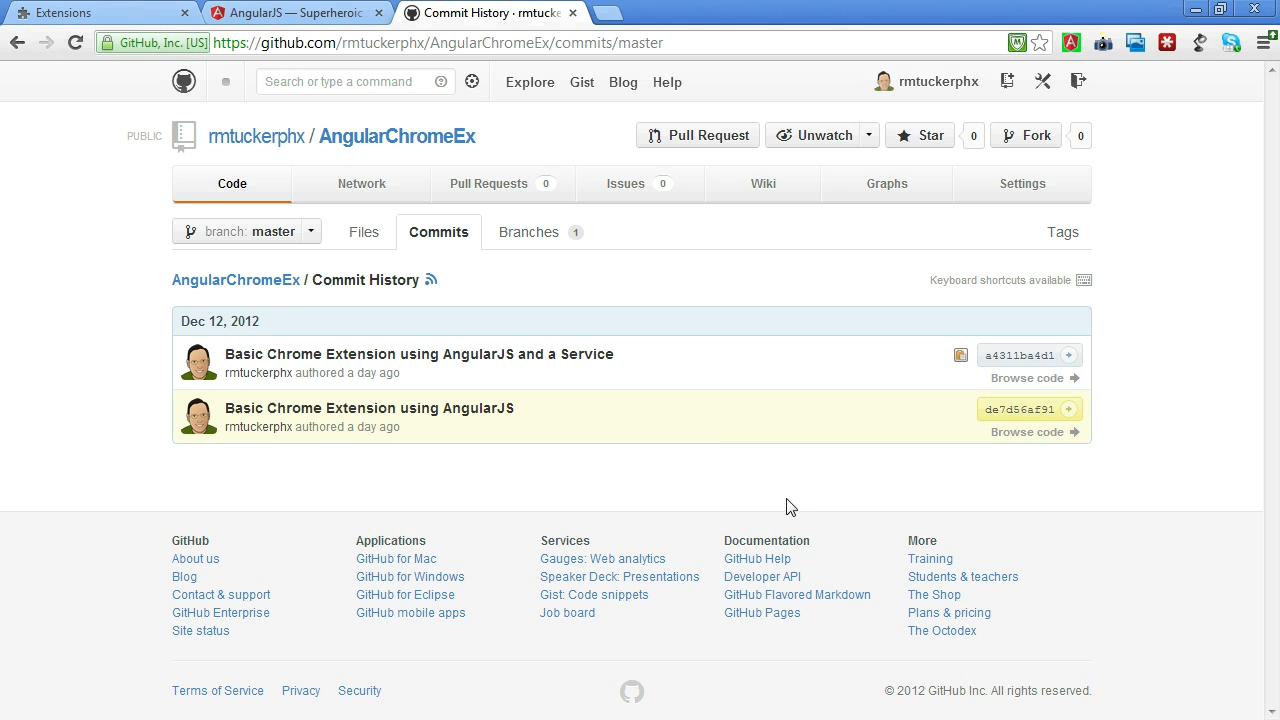 Extensions
AngularJS — Superheroic
Commit History · rmtucke
GitHub, Inc. [US]
https://github.com/rmtuckerphx/AngularChromeEx/commits/master
Search or type a command
Explore Gist Blog Help
rmtuckerphx
PUBLIC
rmtuckerphx / AngularChromeEx
Pull Request
Unwatch
Star 0
Fork 0
Code
Network
Pull Requests 0
Issues 0
Wiki
Graphs
Settings
branch: master
Files
Commits
Branches 1
Tags
AngularChromeEx / Commit History
Keyboard shortcuts available
Dec 12, 2012
Basic Chrome Extension using AngularJS and a Service
a4311ba4d1
rmtuckerphx authored a day ago
Browse code
Basic Chrome Extension using AngularJS
de7d56af91
rmtuckerphx authored a day ago
Browse code
GitHub
About us
Blog
Contact & support
GitHub Enterprise
Site status
Applications
GitHub for Mac
GitHub for Windows
GitHub for Eclipse
GitHub mobile apps
Services
Gauges: Web analytics
Speaker Deck: Presentations
Gist: Code snippets
Job board
Documentation
GitHub Help
Developer API
GitHub Flavored Markdown
GitHub Pages
More
Training
Students & teachers
The Shop
Plans & pricing
The Octodex
Terms of Service Privacy Security
© 2012 GitHub Inc. All rights reserved.